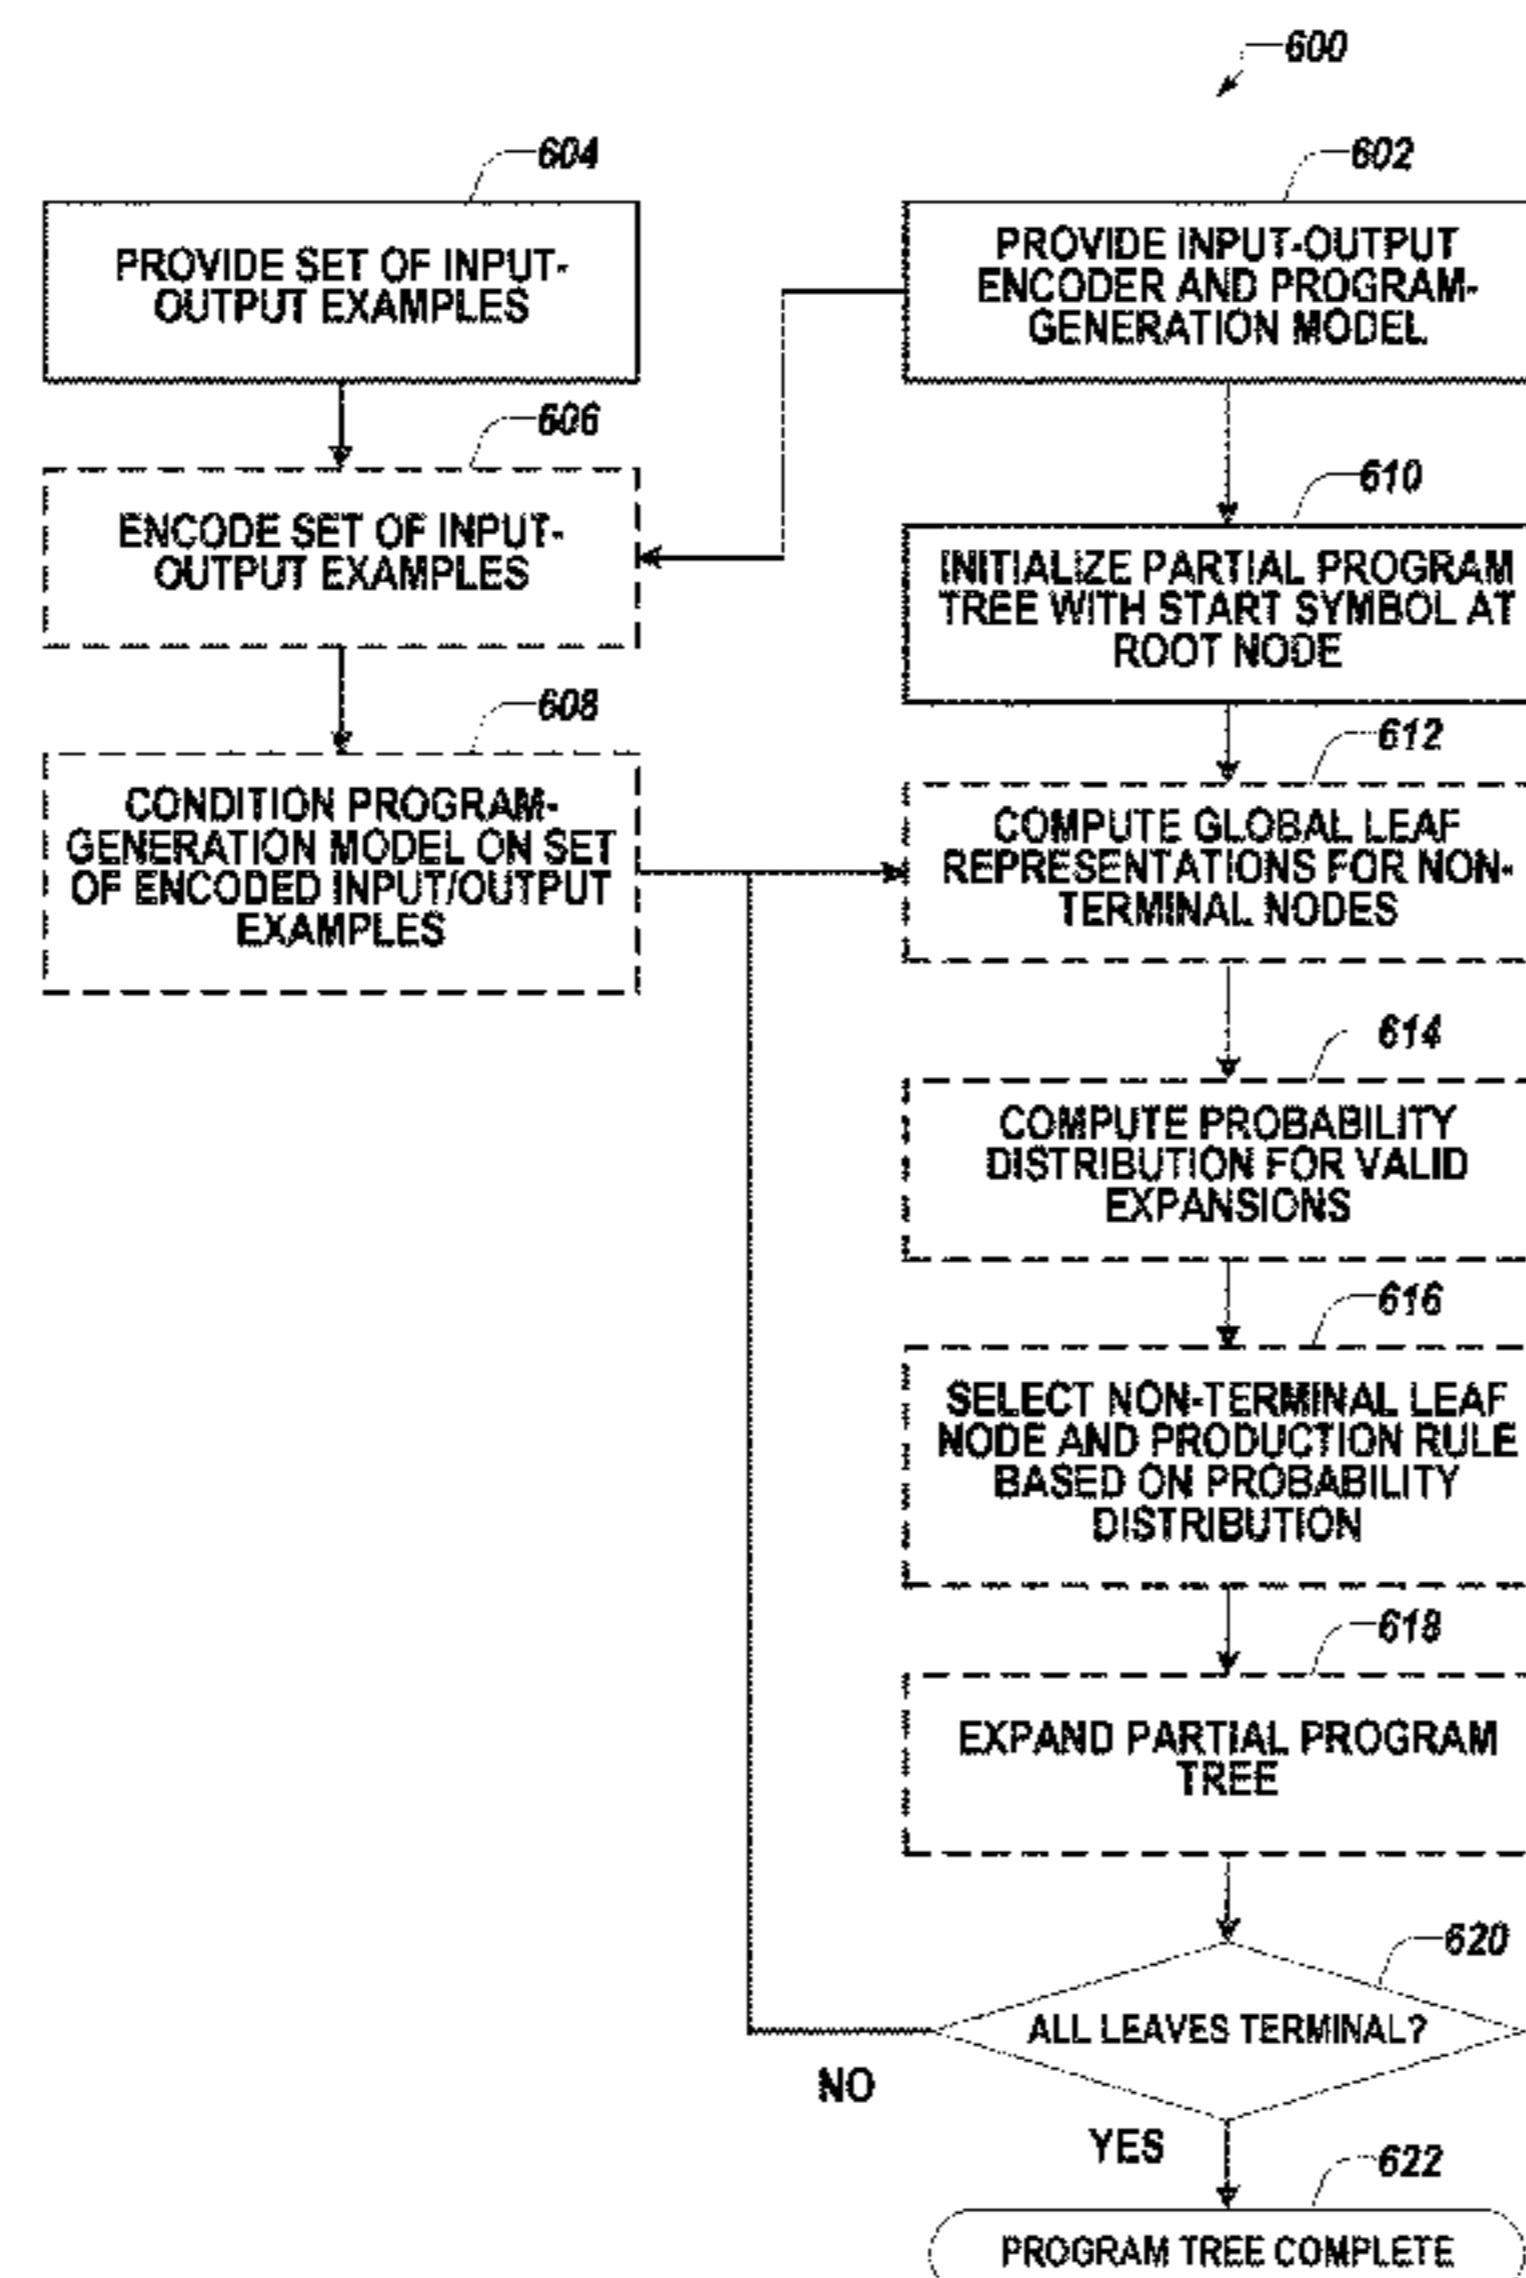 600
604
PROVIDE SET OF INPUT-
OUTPUT EXAMPLES
602
PROVIDE INPUT-OUTPUT
ENCODER AND PROGRAM-
GENERATION MODEL
606
ENCODE SET OF INPUT-
OUTPUT EXAMPLES
610
INITIALIZE PARTIAL PROGRAM
TREE WITH START SYMBOL AT
ROOT NODE
608
CONDITION PROGRAM-
GENERATION MODEL ON SET
OF ENCODED INPUT/OUTPUT
EXAMPLES
612
COMPUTE GLOBAL LEAF
REPRESENTATIONS FOR NON-
TERMINAL NODES
614
COMPUTE PROBABILITY
DISTRIBUTION FOR VALID
EXPANSIONS
616
SELECT NON-TERMINAL LEAF
NODE AND PRODUCTION RULE
BASED ON PROBABILITY
DISTRIBUTION
618
EXPAND PARTIAL PROGRAM
TREE
620
ALL LEAVES TERMINAL?
NO
YES
622
PROGRAM TREE COMPLETE